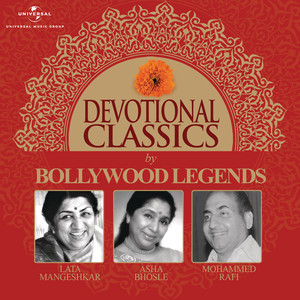 UNIVERSAL
UNIVERSAL MUSIC GROUP
DEVOTIONAL
CLASSICS
by
BOLLYWOOD LEGENDS
LATA
MANGESHKAR
ASHA
BHOSLE
MOHAMMED
RAFI